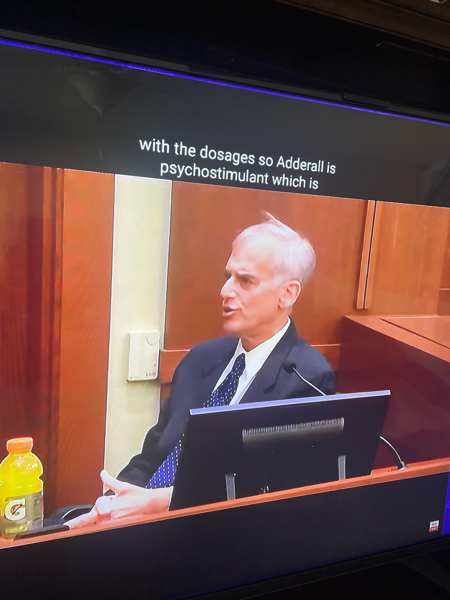 with the dosages so Adderall is
psychostimulant which is
G